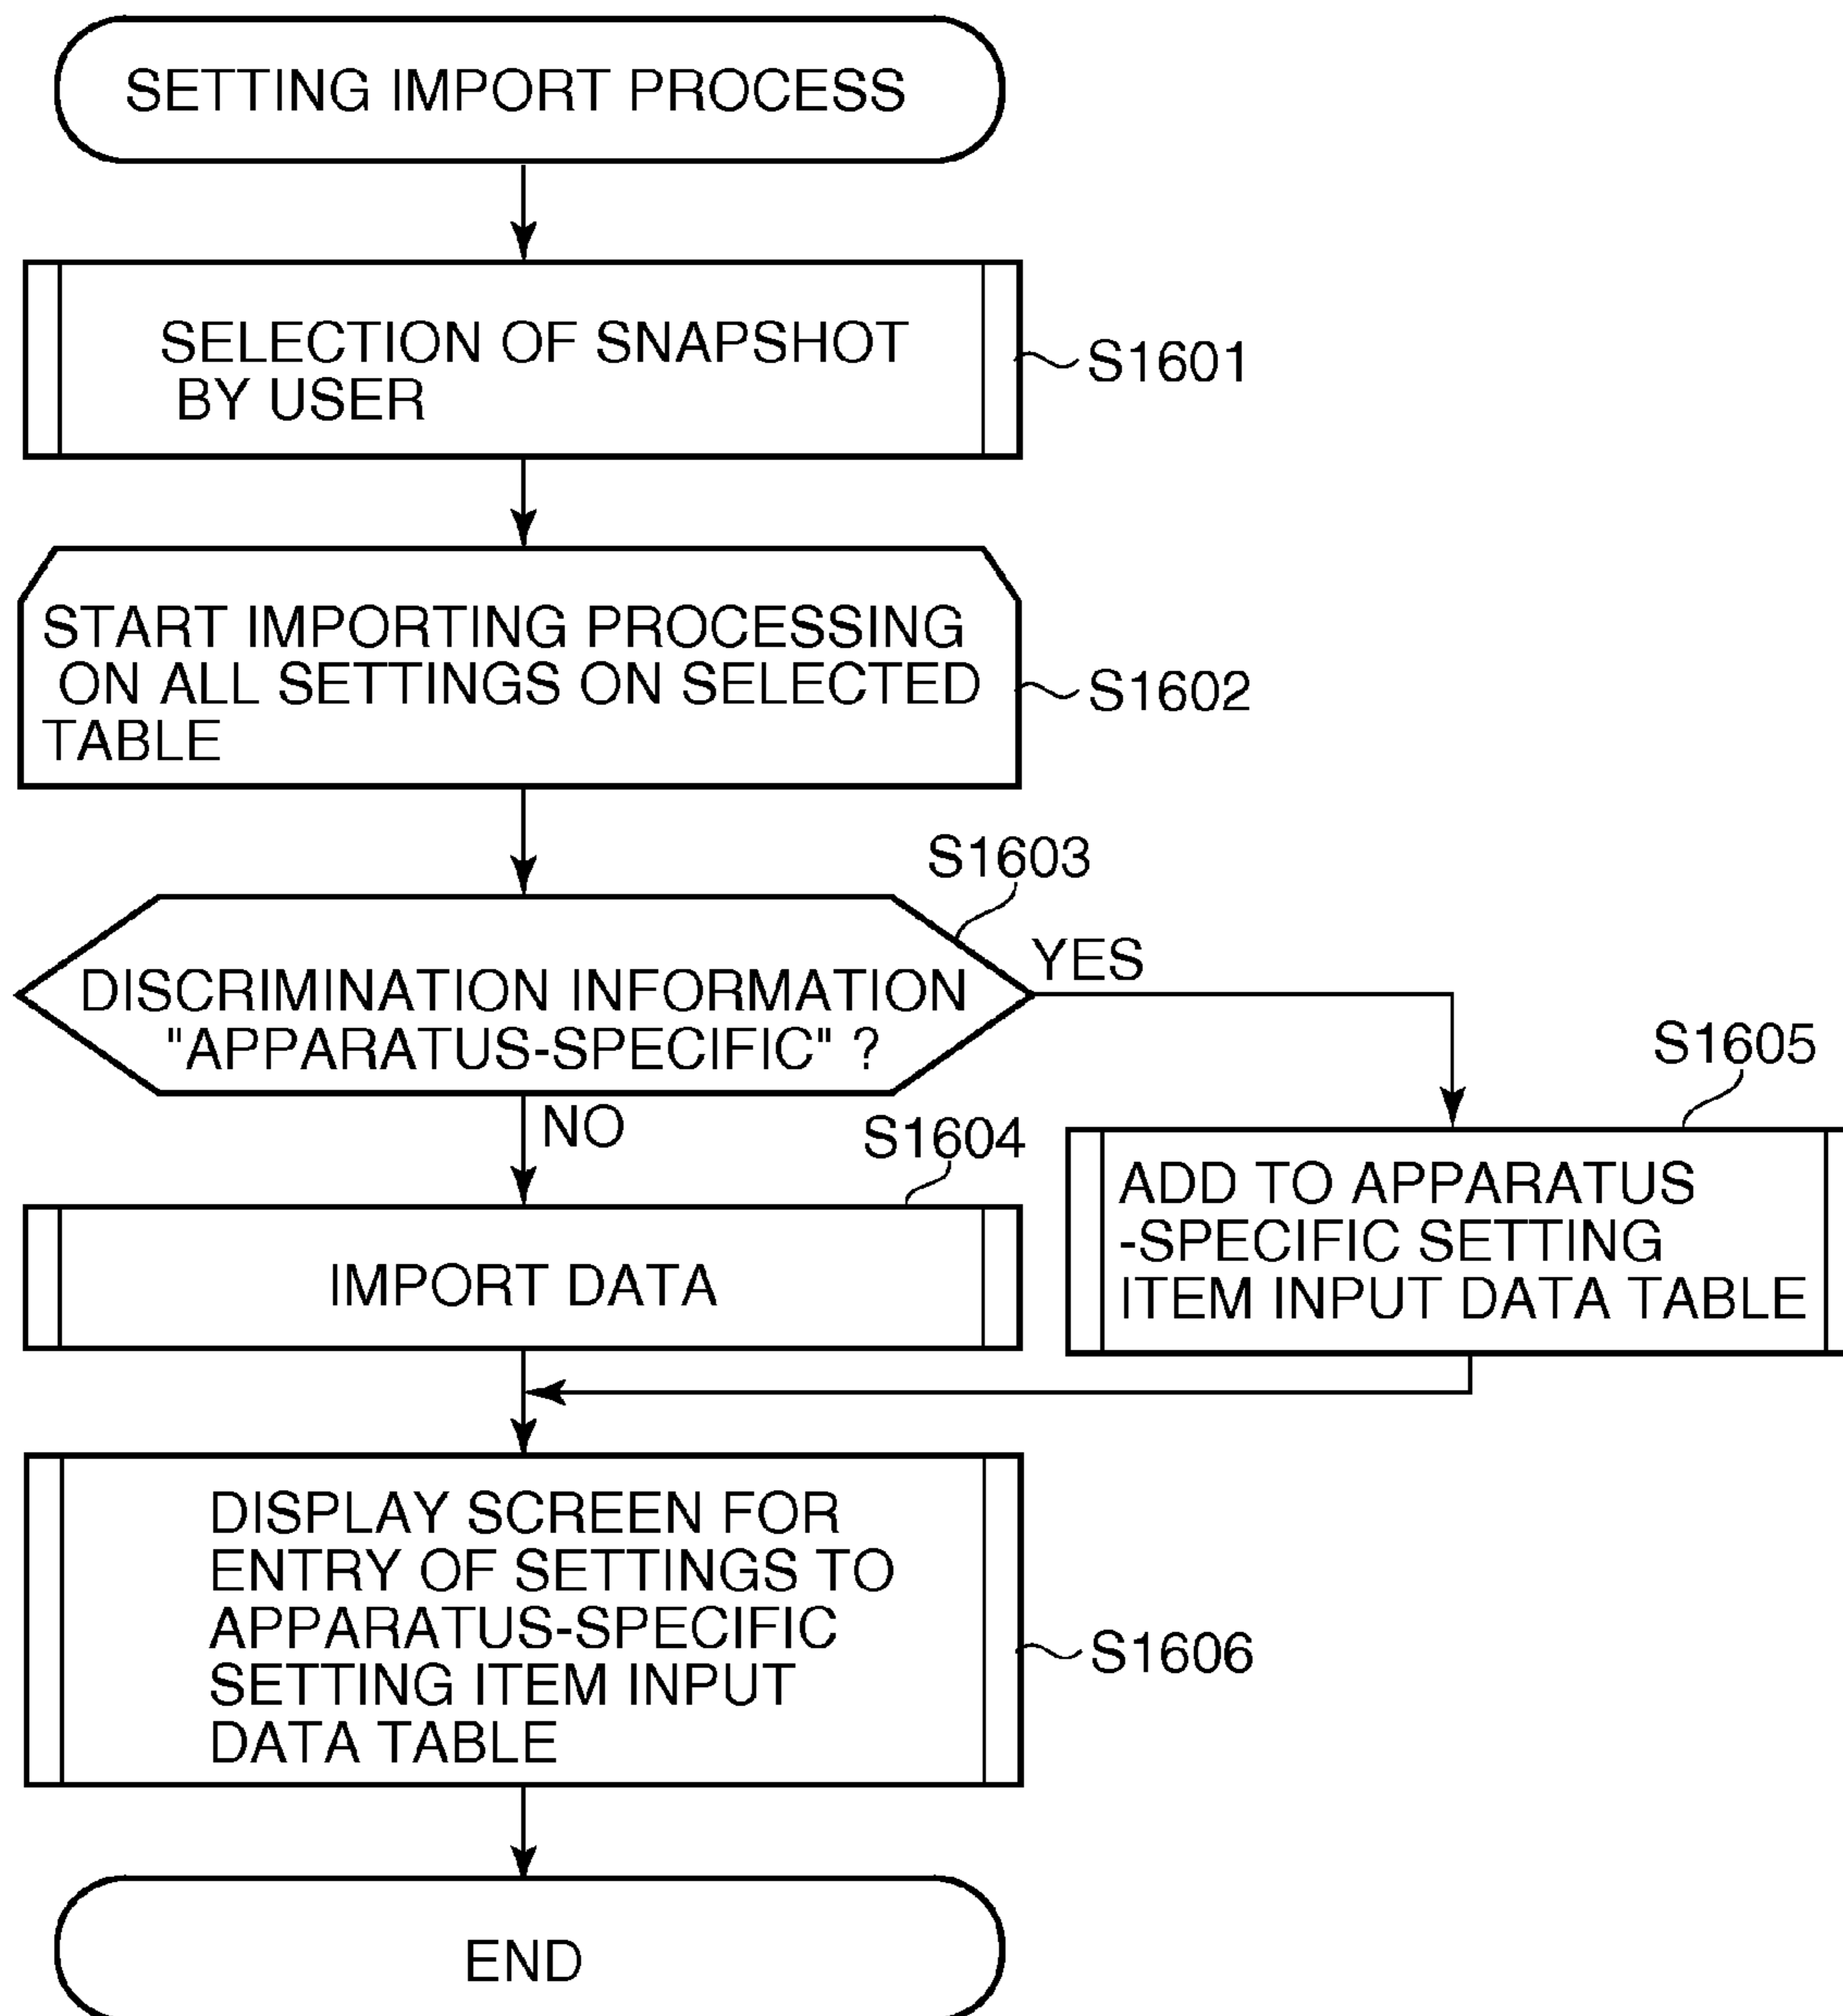 SETTING IMPORT PROCESS
SELECTION OF SNAPSHOT
BY USER
S1601
START IMPORTING PROCESSING
ON ALL SETTINGS ON SELECTED
TABLE
S1602
S1603
DISCRIMINATION INFORMATION
"APPARATUS-SPECIFIC" ?
YES
NO
S1604
IMPORT DATA
S1605
ADD TO APPARATUS
-SPECIFIC SETTING
ITEM INPUT DATA TABLE
DISPLAY SCREEN FOR
ENTRY OF SETTINGS TO
APPARATUS-SPECIFIC
SETTING ITEM INPUT
DATA TABLE
S1606
END